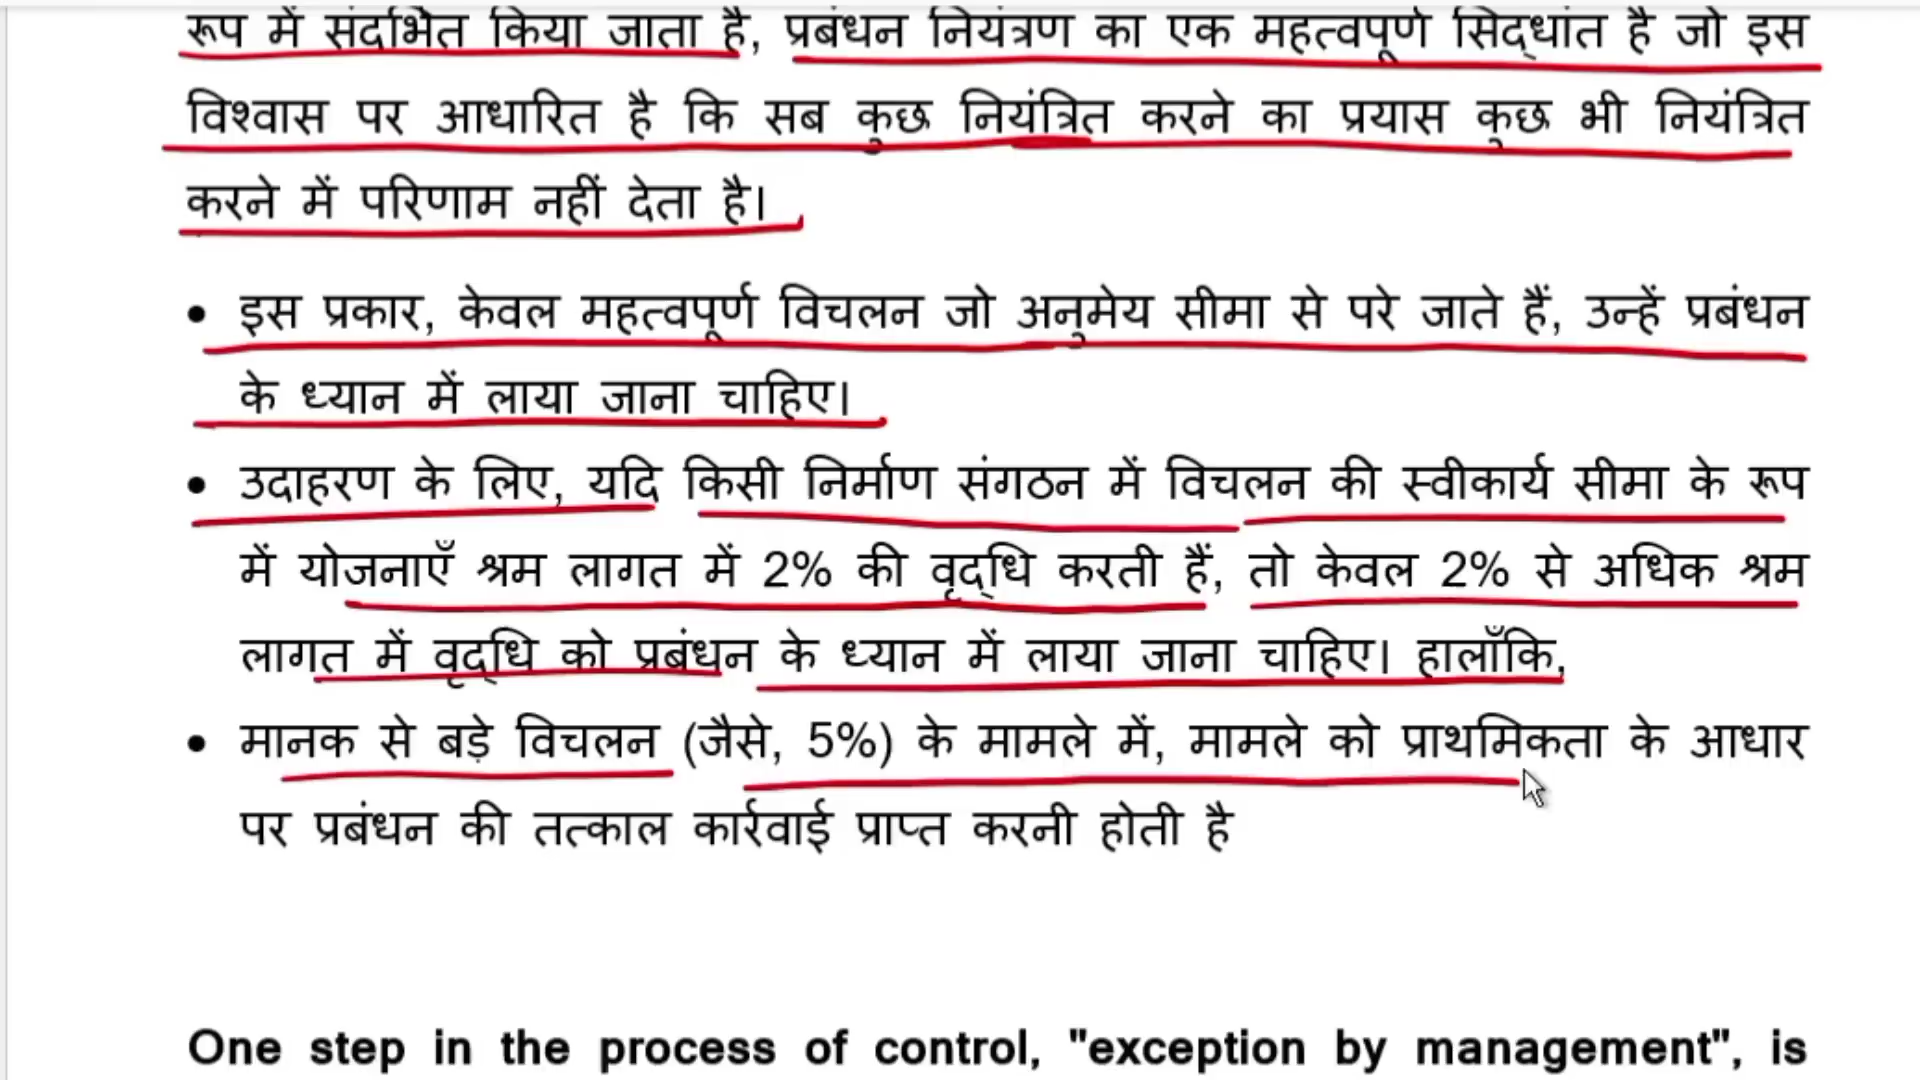 रूप में संदर्भित किया जाता है, प्रबंधन नियंत्रण का एक महत्वपूर्ण सिद्धांत है जो इस
विश्वास पर आधारित है कि सब कुछ नियंत्रित करने का प्रयास कुछ भी नियंत्रित
करने में परिणाम नहीं देता है।
• इस प्रकार, केवल महत्वपूर्ण विचलन जो अनुमेय सीमा से परे जाते हैं, उन्हें प्रबंधन
के ध्यान में लाया जाना चाहिए।
• उदाहरण के लिए, यदि किसी निर्माण संगठन में विचलन की स्वीकार्य सीमा के रूप
में योजनाएँ श्रम लागत में 2% की वृद्धि करती हैं, तो केवल 2% से अधिक श्रम
लागत में वृद्धि को प्रबंधन के ध्यान में लाया जाना चाहिए। हालाँकि,
• मानक से बड़े विचलन (जैसे, 5%) के मामले में, मामले को प्राथमिकता के आधार
पर प्रबंधन की तत्काल कार्रवाई प्राप्त करनी होती है
One step in the process of control, "exception by management", is